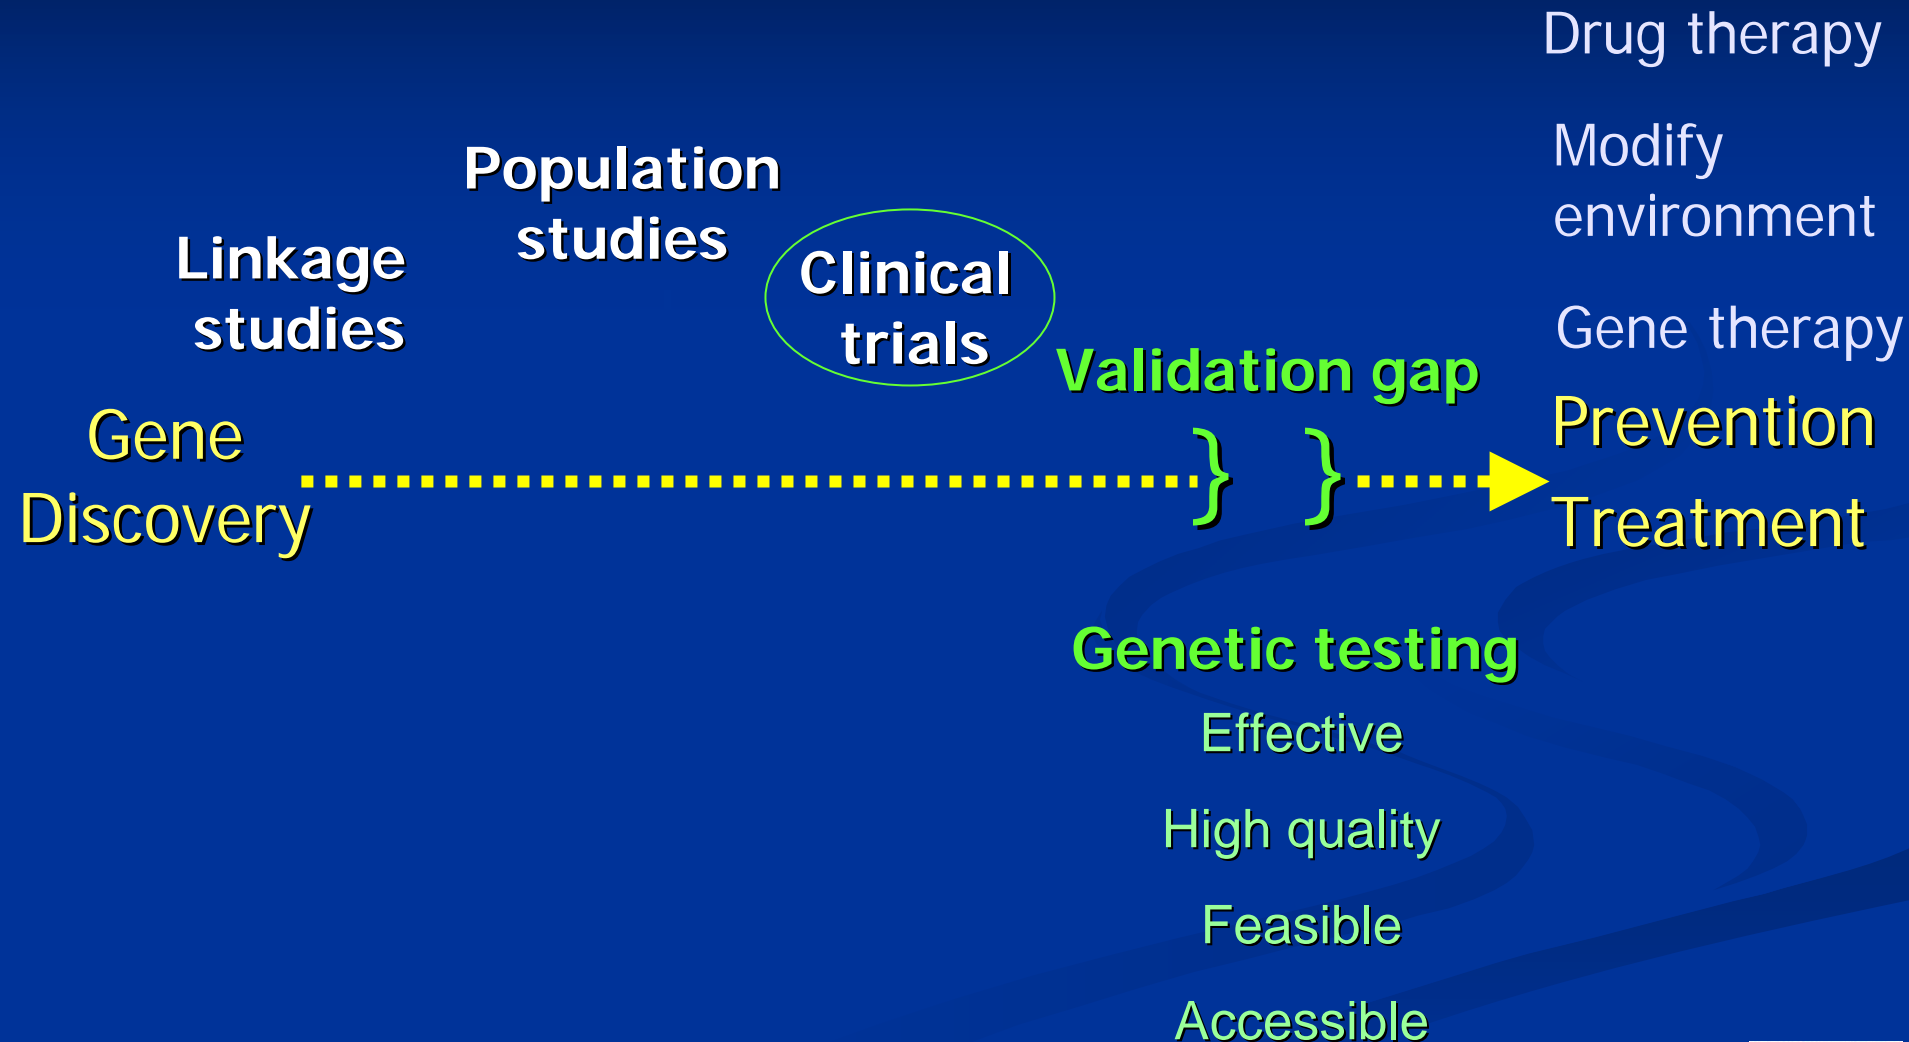 Drug therapy
Modify
environment
Gene therapy
Population
studies
Linkage
studies
Clinical
trials
Validation gap
Gene
Discovery
} }
Prevention
Treatment
Genetic testing
Effective
High quality
Feasible
Accessible